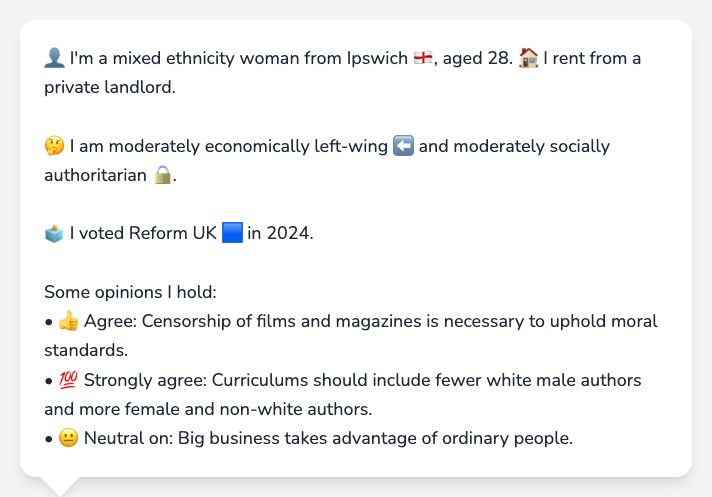 👤 I'm a mixed ethnicity woman from Ipswich 🏴󠁧󠁢󠁥󠁮󠁧󠁿, aged 28. 🏠 I rent from a
private landlord.
🤔 I am moderately economically left-wing ⬅️ and moderately socially
authoritarian 🔒.
🗳️ I voted Reform UK 🟦 in 2024.
Some opinions I hold:
• 👍 Agree: Censorship of films and magazines is necessary to uphold moral
standards.
• 💯 Strongly agree: Curriculums should include fewer white male authors
and more female and non-white authors.
• 😐 Neutral on: Big business takes advantage of ordinary people.